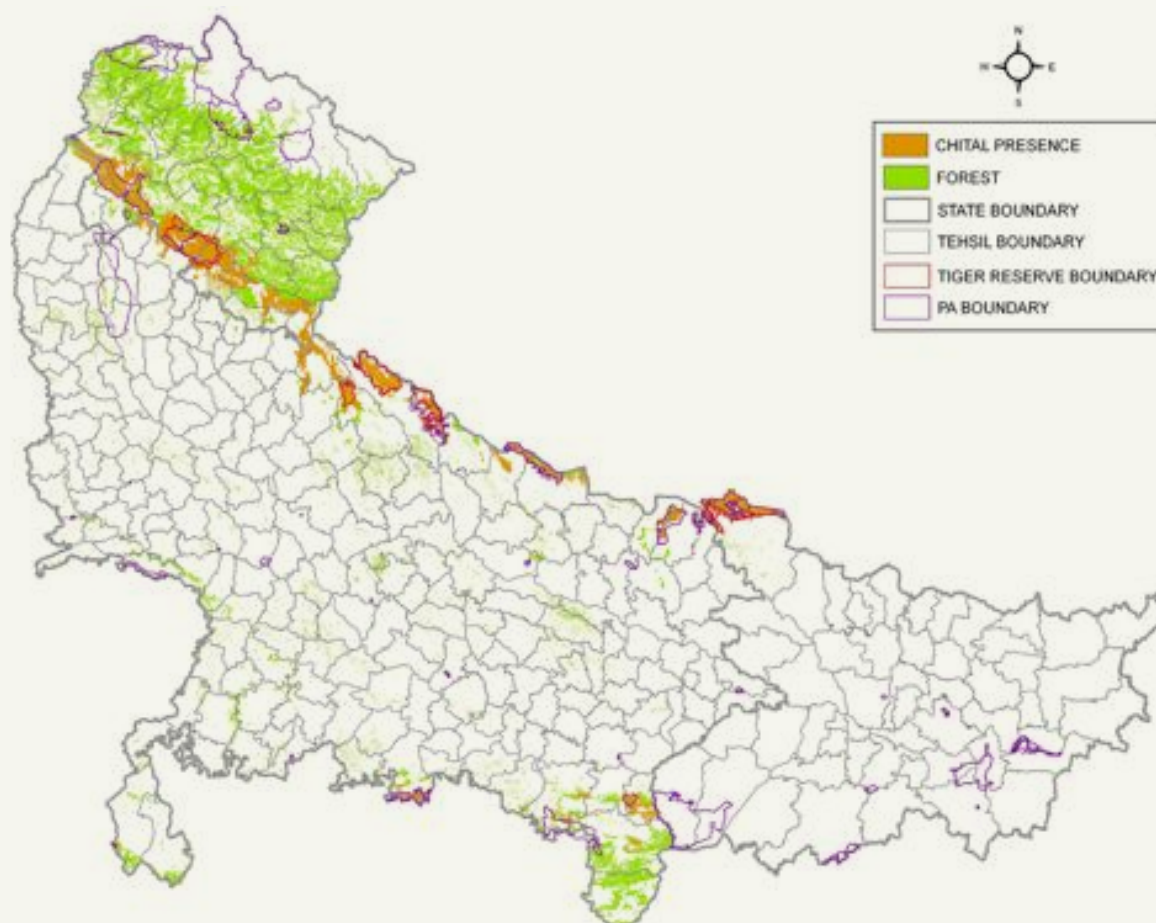 N
E
S
CHITAL PRESENCE
FOREST
STATE BOUNDARY
TEHSIL BOUNDARY
TIGER RESERVE BOUNDARY
PA BOUNDARY